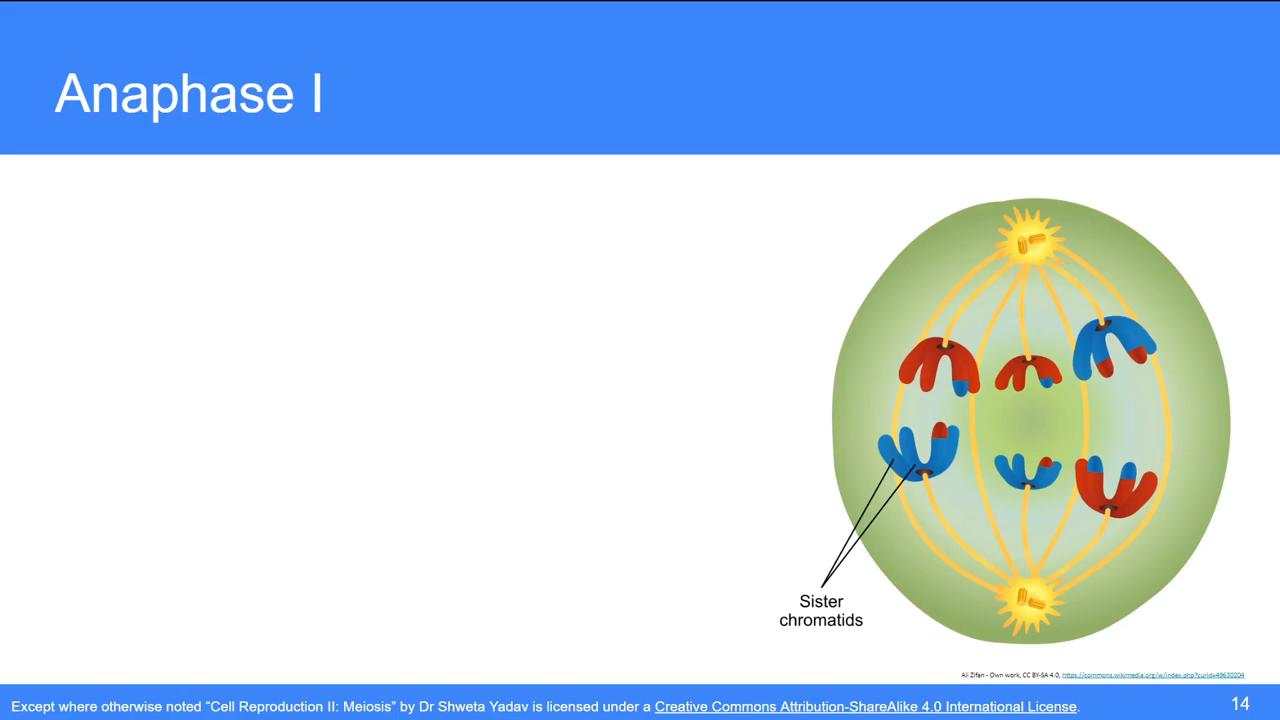 Anaphase I
Sister
chromatids
Ali Zifan - Own work, CC BY-SA 4.0, https://commons.wikimedia.org/w/index.php?curid=49630204
Except where otherwise noted “Cell Reproduction II: Meiosis” by Dr Shweta Yadav is licensed under a Creative Commons Attribution-ShareAlike 4.0 International License.
14